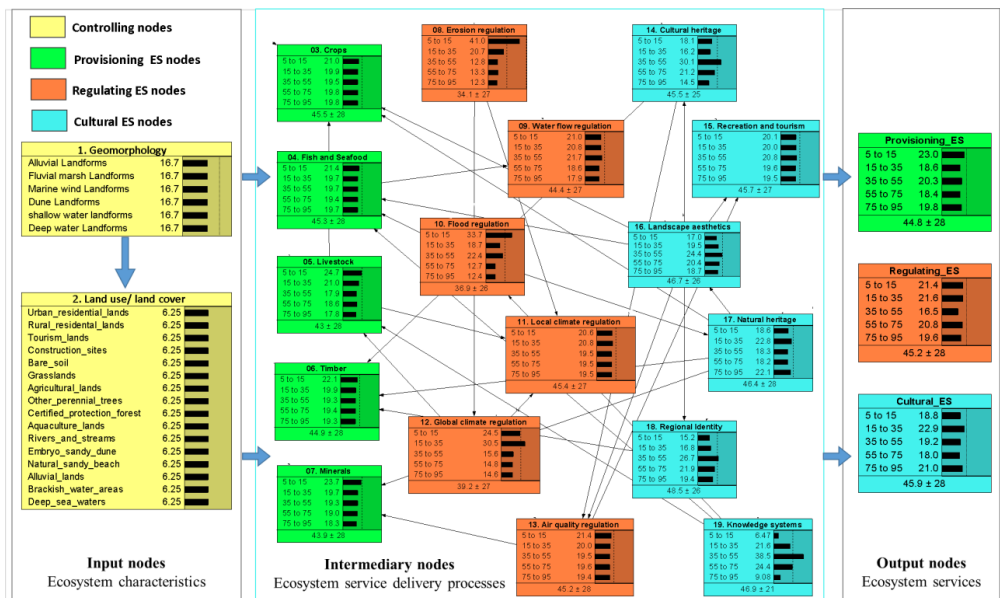 Controlling nodes
Provisioning ES nodes
Regulating ES nodes
Cultural ES nodes
1. Geomorphology
Alluvial Landforms 16.7
Fluvial marsh Landforms 16.7
Marine wind Landforms 16.7
Dune Landforms 16.7
shallow water landforms 16.7
Deep water Landforms 16.7
2. Land use/ land cover
Urban_residential_lands 6.25
Rural_residential_lands 6.25
Tourism_lands 6.25
Construction_sites 6.25
Bare_soil 6.25
Grasslands 6.25
Agricultural_lands 6.25
Other_perennial_trees 6.25
Certified_protection_forest 6.25
Aquaculture_lands 6.25
Rivers_and_streams 6.25
Embryo_sandy_dune 6.25
Natural_sandy_beach 6.25
Alluvial_lands 6.25
Brackish_water_areas 6.25
Deep_sea_waters 6.25
Input nodes
Ecosystem characteristics
03. Crops
5 to 15 21.0
15 to 35 19.9
35 to 55 19.5
55 to 75 19.8
75 to 95 19.8
45.5 ± 28
04. Fish and Seafood
5 to 15 21.4
15 to 35 19.7
35 to 55 19.7
55 to 75 19.4
75 to 95 19.7
45.3 ± 28
05. Livestock
5 to 15 24.7
15 to 35 21.0
35 to 55 17.9
55 to 75 18.6
75 to 95 17.8
43 ± 28
06. Timber
5 to 15 22.1
15 to 35 19.9
35 to 55 19.3
55 to 75 19.4
75 to 95 19.3
44.9 ± 28
07. Minerals
5 to 15 23.7
15 to 35 19.7
35 to 55 19.3
55 to 75 19.0
75 to 95 18.3
43.9 ± 28
08. Erosion regulation
5 to 15 41.0
15 to 35 20.7
35 to 55 12.8
55 to 75 13.3
75 to 95 12.3
34.1 ± 27
09. Water flow regulation
5 to 15 21.0
15 to 35 20.8
35 to 55 21.7
55 to 75 18.6
75 to 95 17.9
44.4 ± 27
10. Flood regulation
5 to 15 33.7
15 to 35 18.7
35 to 55 22.4
55 to 75 12.7
75 to 95 12.4
36.9 ± 26
11. Local climate regulation
5 to 15 20.6
15 to 35 20.8
35 to 55 19.5
55 to 75 19.5
75 to 95 19.5
45.4 ± 27
12. Global climate regulation
5 to 15 24.5
15 to 35 30.5
35 to 55 15.6
55 to 75 14.8
75 to 95 14.6
39.2 ± 27
13. Air quality regulation
5 to 15 21.4
15 to 35 20.0
35 to 55 19.5
55 to 75 19.6
75 to 95 19.4
45.2 ± 28
14. Cultural heritage
5 to 15 18.1
15 to 35 16.2
35 to 55 30.1
55 to 75 21.2
75 to 95 14.5
45.5 ± 25
15. Recreation and tourism
5 to 15 20.1
15 to 35 20.0
35 to 55 20.8
55 to 75 19.6
75 to 95 19.5
45.7 ± 27
16. Landscape aesthetics
5 to 15 17.0
15 to 35 19.5
35 to 55 24.4
55 to 75 20.4
75 to 95 18.7
46.7 ± 26
17. Natural heritage
5 to 15 18.6
15 to 35 22.8
35 to 55 18.3
55 to 75 18.2
75 to 95 22.1
46.4 ± 28
18. Regional identity
5 to 15 15.2
15 to 35 16.8
35 to 55 26.7
55 to 75 21.9
75 to 95 19.4
48.5 ± 26
19. Knowledge systems
5 to 15 6.47
15 to 35 21.6
35 to 55 38.5
55 to 75 24.4
75 to 95 9.08
46.9 ± 21
Intermediary nodes
Ecosystem service delivery processes
Provisioning_ES
5 to 15 23.0
15 to 35 18.6
35 to 55 20.3
55 to 75 18.4
75 to 95 19.8
44.8 ± 28
Regulating_ES
5 to 15 21.4
15 to 35 21.6
35 to 55 16.5
55 to 75 20.8
75 to 95 19.6
45.2 ± 28
Cultural_ES
5 to 15 18.8
15 to 35 22.9
35 to 55 19.2
55 to 75 18.0
75 to 95 21.0
45.9 ± 28
Output nodes
Ecosystem services